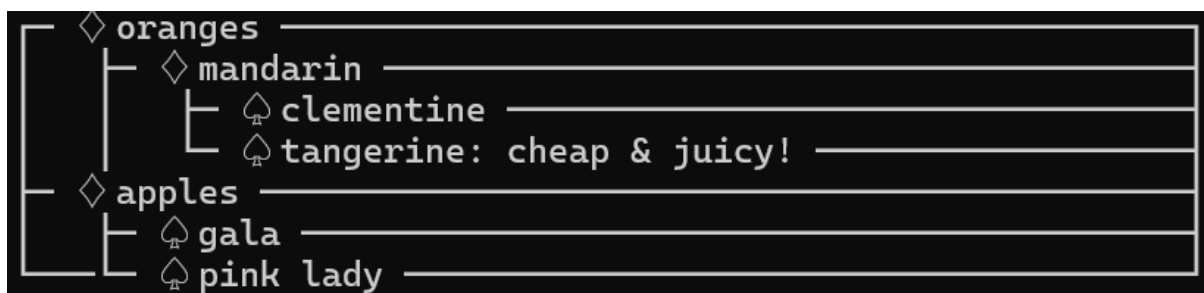 oranges
mandarin
clementine
tangerine: cheap & juicy!
apples
gala
pink lady